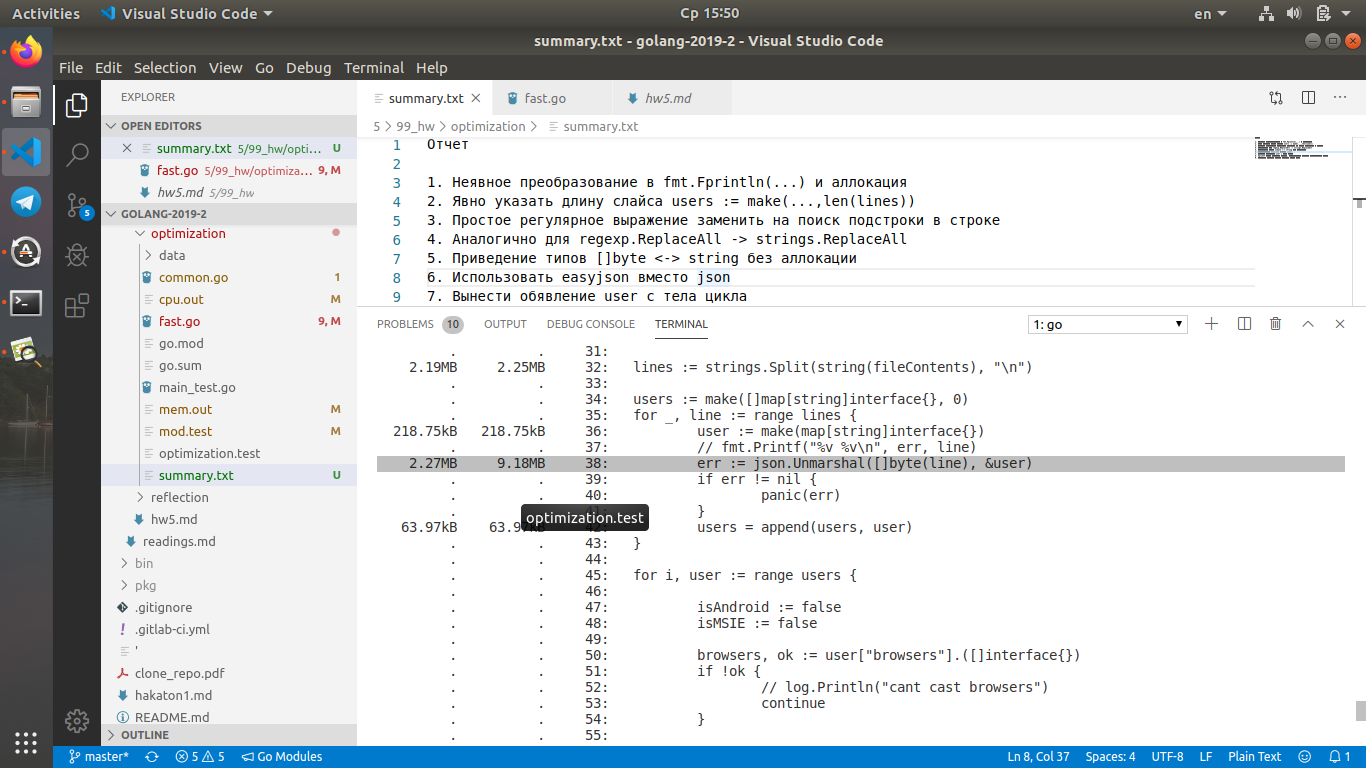 Activities
Visual Studio Code
Ср 15:50
en
summary.txt - golang-2019-2 - Visual Studio Code
File Edit Selection View Go Debug Terminal Help
EXPLORER
OPEN EDITORS
summary.txt 5/99_hw/opti... U
fast.go 5/99_hw/optimiza... 9, M
hw5.md 5/99_hw
5
GOLANG-2019-2
optimization
data
common.go 1
cpu.out M
fast.go 9, M
go.mod
go.sum
main_test.go
mem.out M
mod.test M
optimization.test
summary.txt U
reflection
hw5.md
readings.md
bin
pkg
.gitignore
.gitlab-ci.yml
'
clone_repo.pdf
hakaton1.md
README.md
OUTLINE
summary.txt
fast.go
hw5.md
5 > 99_hw > optimization > summary.txt
1 Отчет
2
3 1. Неявное преобразование в fmt.Fprintln(...) и аллокация
4 2. Явно указать длину слайса users := make(...,len(lines))
5 3. Простое регулярное выражение заменить на поиск подстроки в строке
6 4. Аналогично для regexp.ReplaceAll -> strings.ReplaceAll
7 5. Приведение типов []byte <-> string без аллокации
8 6. Использовать easyjson вместо json
9 7. Вынести обявление user с тела цикла
PROBLEMS 10 OUTPUT DEBUG CONSOLE TERMINAL
1: go
. . 31:
2.19MB 2.25MB 32: lines := strings.Split(string(fileContents), "\n")
. . 33:
. . 34: users := make([]map[string]interface{}, 0)
. . 35: for _, line := range lines {
218.75kB 218.75kB 36: user := make(map[string]interface{})
. . 37: // fmt.Printf("%v %v\n", err, line)
2.27MB 9.18MB 38: err := json.Unmarshal([]byte(line), &user)
. . 39: if err != nil {
. . 40: panic(err)
. . 41: }
optimization.test
63.97kB 63.97kB 42: users = append(users, user)
. . 43: }
. . 44:
. . 45: for i, user := range users {
. . 46:
. . 47: isAndroid := false
. . 48: isMSIE := false
. . 49:
. . 50: browsers, ok := user["browsers"].([]interface{})
. . 51: if !ok {
. . 52: // log.Println("cant cast browsers")
. . 53: continue
. . 54: }
. . 55:
master* 5 5 Go Modules
Ln 8, Col 37 Spaces: 4 UTF-8 LF Plain Text 1